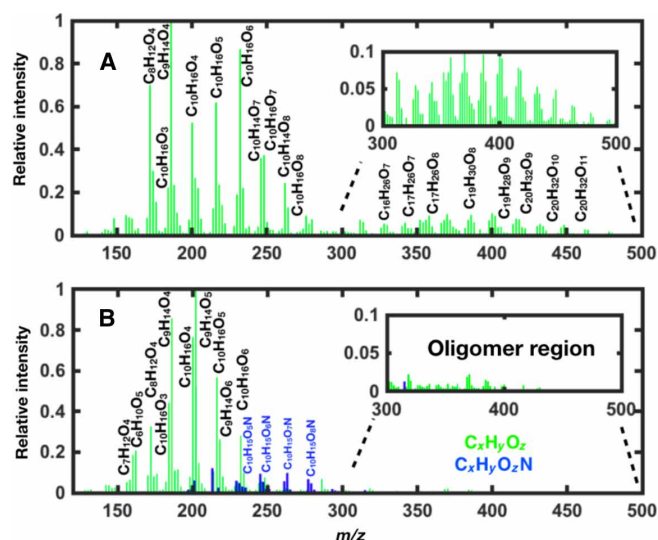 A
Relative intensity
1
0.8
0.6
0.4
0.2
0
C₈H₁₂O₄
C₉H₁₄O₄
C₁₀H₁₆O₃
C₁₀H₁₆O₄
C₁₀H₁₆O₅
C₁₀H₁₆O₆
C₁₀H₁₄O₇
C₁₀H₁₆O₇
C₁₀H₁₄O₈
C₁₀H₁₆O₈
0.1
0.05
0
300 400 500
C₁₆H₂₆O₇
C₁₇H₂₆O₇
C₁₇H₂₆O₈
C₁₉H₃₀O₈
C₁₉H₂₈O₉
C₂₀H₃₂O₉
C₂₀H₃₂O₁₀
C₂₀H₃₂O₁₁
150 200 250 300 350 400 450 500
B
Relative intensity
1
0.8
0.6
0.4
0.2
0
C₇H₁₂O₄
C₆H₁₀O₅
C₈H₁₂O₄
C₁₀H₁₆O₃
C₉H₁₄O₄
C₁₀H₁₆O₄
C₉H₁₄O₅
C₁₀H₁₆O₅
C₉H₁₄O₆
C₁₀H₁₆O₆
C₁₀H₁₅O₅N
C₁₀H₁₅O₆N
C₁₀H₁₅O₇N
C₁₀H₁₅O₈N
0.1
0.05
0
Oligomer region
300 400 500
CxHyOz
CxHyOzN
150 200 250 300 350 400 450 500
m/z